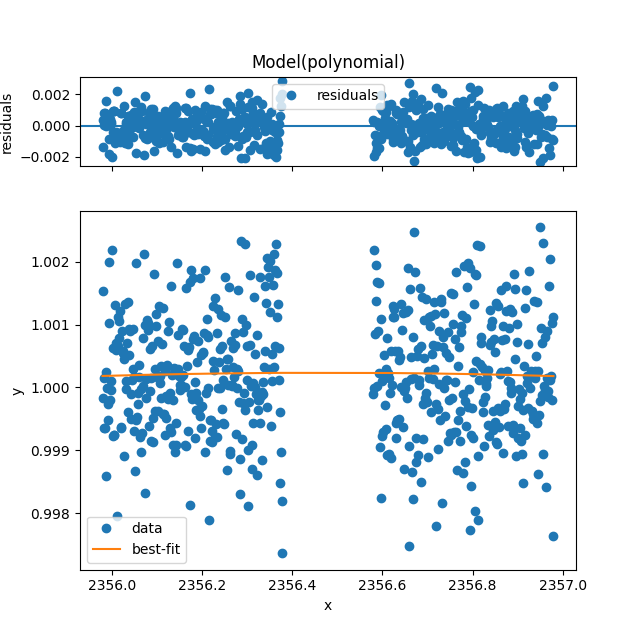 Model(polynomial)
residuals
0.002
0.000
−0.002
residuals
y
1.002
1.001
1.000
0.999
0.998
data
best-fit
2356.0 2356.2 2356.4 2356.6 2356.8 2357.0
x